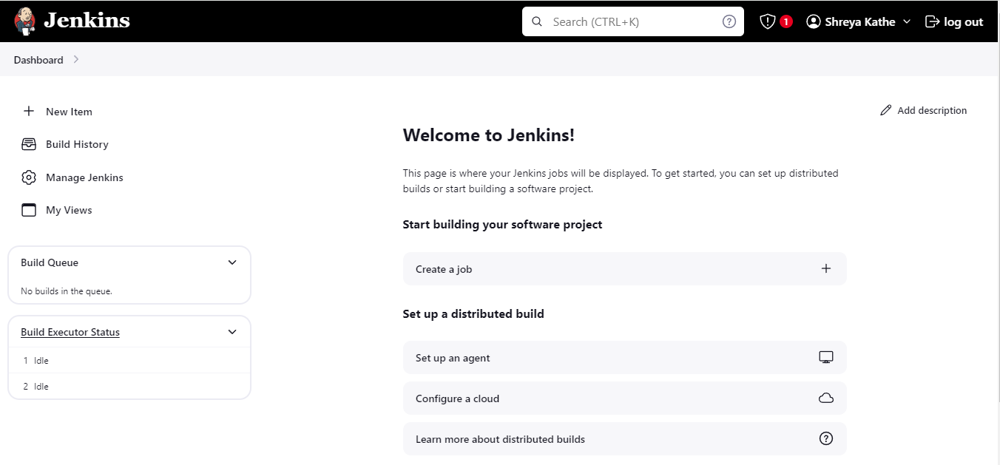 Jenkins
Search (CTRL+K)
1
Shreya Kathe
log out
Dashboard
New Item
Build History
Manage Jenkins
My Views
Build Queue
No builds in the queue.
Build Executor Status
1 Idle
2 Idle
Add description
Welcome to Jenkins!
This page is where your Jenkins jobs will be displayed. To get started, you can set up distributed
builds or start building a software project.
Start building your software project
Create a job
Set up a distributed build
Set up an agent
Configure a cloud
Learn more about distributed builds